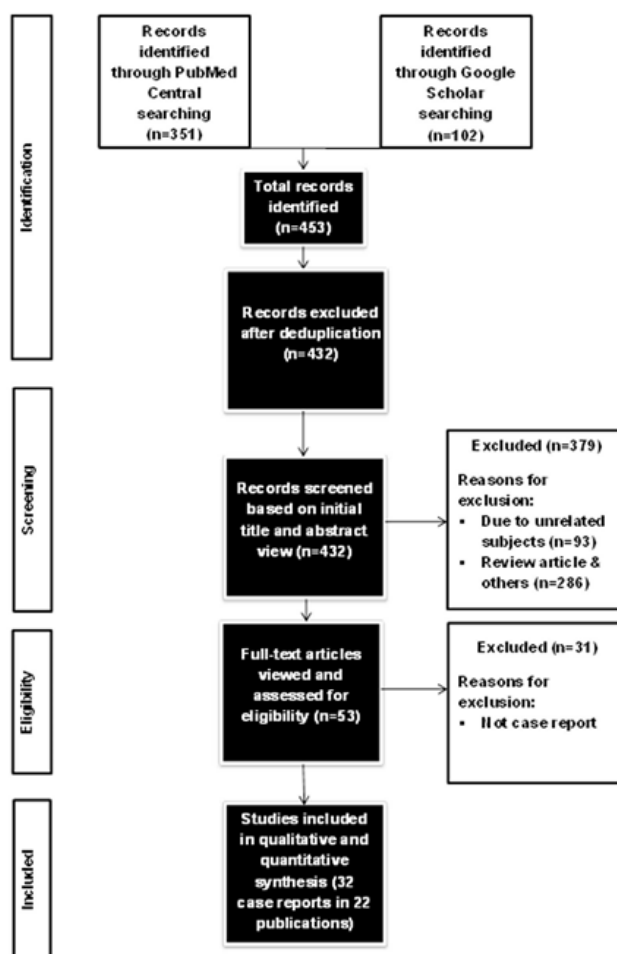 Records
identified
through PubMed
Central
searching
(n=351)
Records
identified
through Google
Scholar
searching
(n=102)
Identification
Total records
identified
(n=453)
Records excluded
after deduplication
(n=432)
Screening
Records screened
based on initial
title and abstract
view (n=432)
Excluded (n=379)
Reasons for
exclusion:
▪ Due to unrelated
subjects (n=93)
▪ Review article &
others (n=286)
Eligibility
Full-text articles
viewed and
assessed for
eligibility (n=53)
Excluded (n=31)
Reasons for
exclusion:
▪ Not case report
Included
Studies included
in qualitative and
quantitative
synthesis (32
case reports in 22
publications)